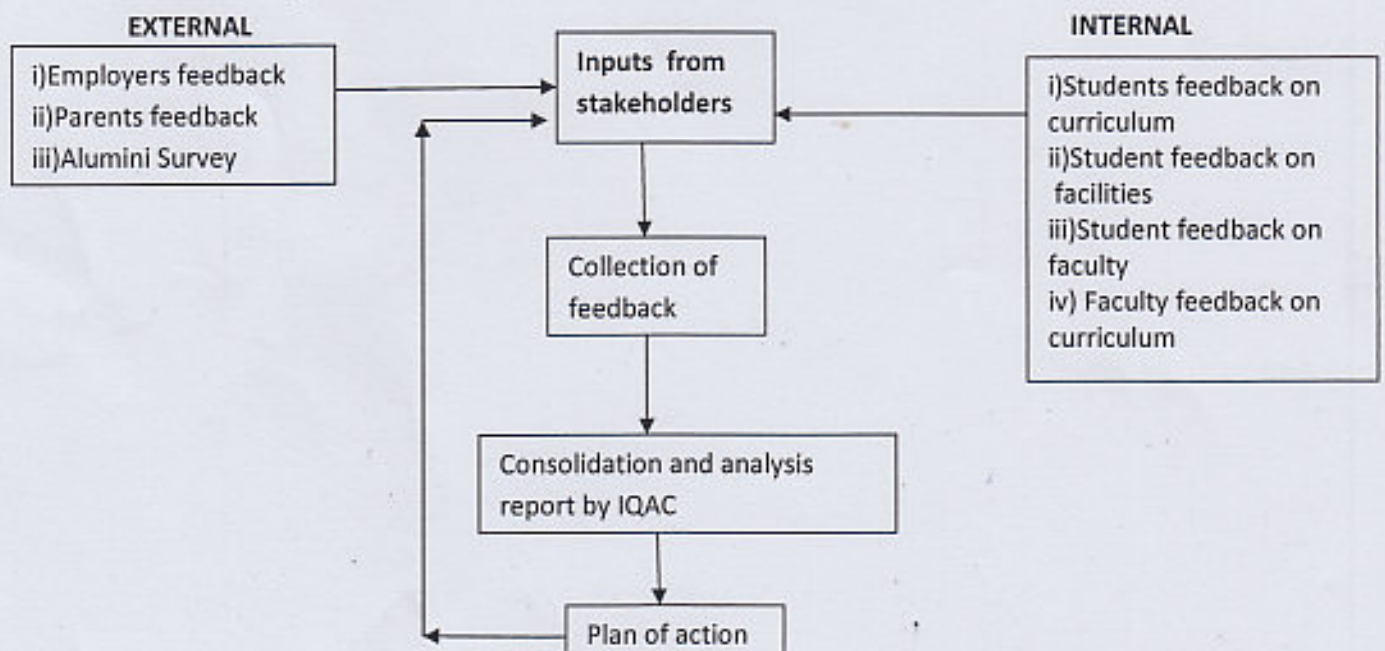 EXTERNAL
i)Employers feedback
ii)Parents feedback
iii)Alumini Survey
Inputs from
stakeholders
INTERNAL
i)Students feedback on
curriculum
ii)Student feedback on
facilities
iii)Student feedback on
faculty
iv) Faculty feedback on
curriculum
Collection of
feedback
Consolidation and analysis
report by IQAC
Plan of action